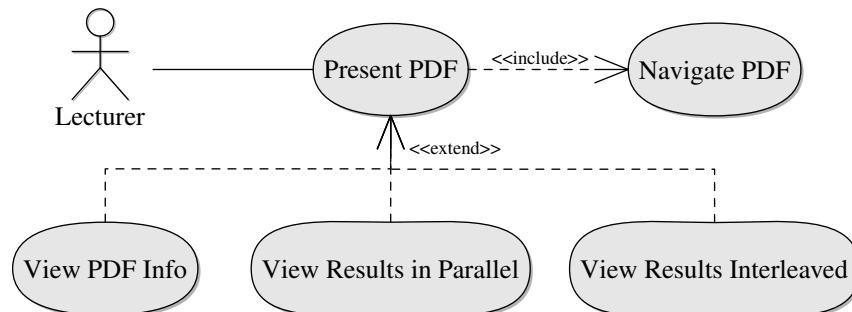 Present PDF
<<include>>
Navigate PDF
Lecturer
<<extend>>
View PDF Info
View Results in Parallel
View Results Interleaved